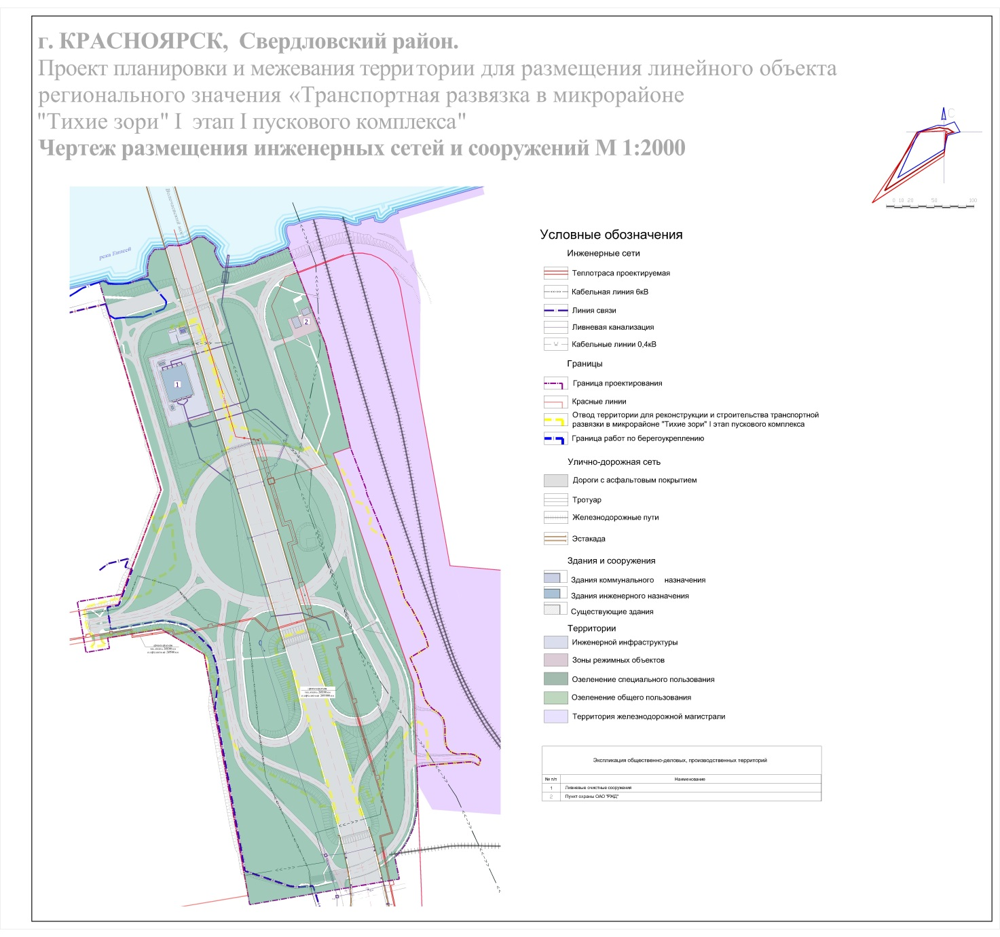 г. КРАСНОЯРСК, Свердловский район.
Проект планировки и межевания территории для размещения линейного объекта
регионального значения «Транспортная развязка в микрорайоне
"Тихие зори" I этап I пускового комплекса"
Чертеж размещения инженерных сетей и сооружений М 1:2000
С
0 10 20 50 100
река Енисей
1
2
Условные обозначения
Инженерные сети
Теплотраса проектируемая
Кабельная линия 6кВ
Линия связи
Ливневая канализация
W
Кабельные линии 0,4кВ
Границы
Граница проектирования
Красные линии
Отвод территории для реконструкции и строительства транспортной
развязки в микрорайоне "Тихие зори" I этап пускового комплекса
Граница работ по берегоукреплению
Улично-дорожная сеть
Дороги с асфальтовым покрытием
Тротуар
Железнодорожные пути
Эстакада
Здания и сооружения
Здания коммунального назначения
Здания инженерного назначения
Существующие здания
Территории
Инженерной инфраструктуры
Зоны режимных объектов
Озеленение специального пользования
Озеленение общего пользования
Территория железнодорожной магистрали
Экспликация общественно-деловых, производственных территорий
№ п/п Наименование
1 Ливневые очистные сооружения
2 Пункт охраны ОАО "РЖД"